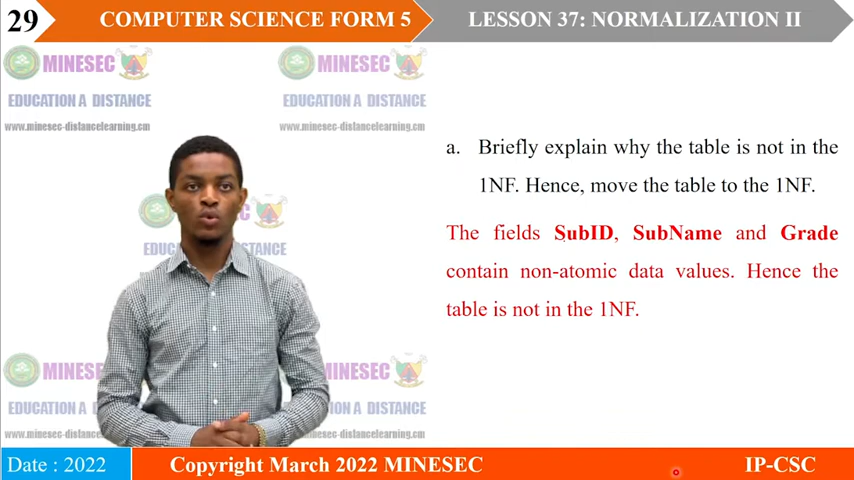 29
COMPUTER SCIENCE FORM 5
LESSON 37: NORMALIZATION II
MINESEC
MINESEC
EDUCATION A DISTANCE
EDUCATION A DISTANCE
www.minesec-distancelearning.cm
www.minesec-distancelearning.cm
a. Briefly explain why the table is not in the
1NF. Hence, move the table to the 1NF.
The fields SubID, SubName and Grade
contain non-atomic data values. Hence the
table is not in the 1NF.
MINESEC
MINESEC
EDUCATION A
DISTANCE
www.minesec-distancelearning.cm
www.minesec-distancelearning.cm
Date : 2022
Copyright March 2022 MINESEC
IP-CSC